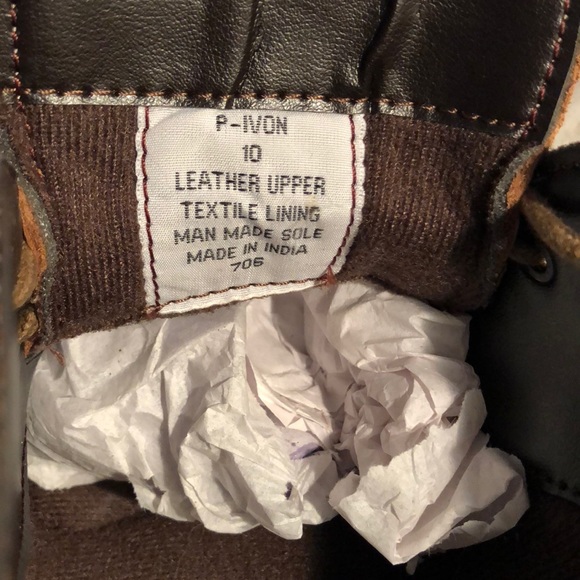 P-IVON
10
LEATHER UPPER
TEXTILE LINING
MAN MADE SOLE
MADE IN INDIA
706